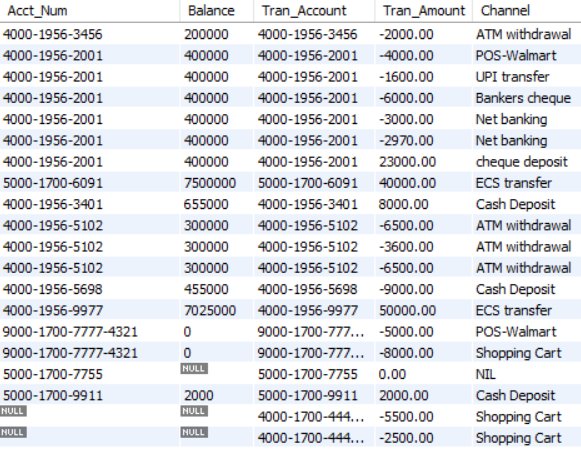 Acct_Num Balance Tran_Account Tran_Amount Channel
4000-1956-3456 200000 4000-1956-3456 -2000.00 ATM withdrawal
4000-1956-2001 400000 4000-1956-2001 -4000.00 POS-Walmart
4000-1956-2001 400000 4000-1956-2001 -1600.00 UPI transfer
4000-1956-2001 400000 4000-1956-2001 -6000.00 Bankers cheque
4000-1956-2001 400000 4000-1956-2001 -3000.00 Net banking
4000-1956-2001 400000 4000-1956-2001 -2970.00 Net banking
4000-1956-2001 400000 4000-1956-2001 23000.00 cheque deposit
5000-1700-6091 7500000 5000-1700-6091 40000.00 ECS transfer
4000-1956-3401 655000 4000-1956-3401 8000.00 Cash Deposit
4000-1956-5102 300000 4000-1956-5102 -6500.00 ATM withdrawal
4000-1956-5102 300000 4000-1956-5102 -3600.00 ATM withdrawal
4000-1956-5102 300000 4000-1956-5102 -6500.00 ATM withdrawal
4000-1956-5698 455000 4000-1956-5698 -9000.00 Cash Deposit
4000-1956-9977 7025000 4000-1956-9977 50000.00 ECS transfer
9000-1700-7777-4321 0 9000-1700-777... -5000.00 POS-Walmart
9000-1700-7777-4321 0 9000-1700-777... -8000.00 Shopping Cart
5000-1700-7755 NULL 5000-1700-7755 0.00 NIL
5000-1700-9911 2000 5000-1700-9911 2000.00 Cash Deposit
NULL NULL 4000-1700-444... -5500.00 Shopping Cart
NULL NULL 4000-1700-444... -2500.00 Shopping Cart